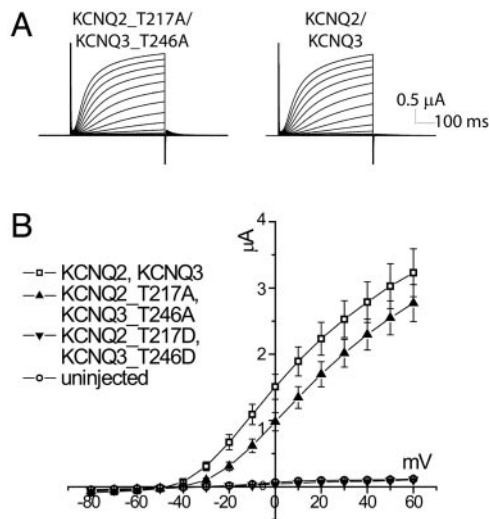 A
KCNQ2_T217A/
KCNQ3_T246A
KCNQ2/
KCNQ3
0.5 μA
100 ms
B
μA
4
3
2
1
0
KCNQ2, KCNQ3
KCNQ2_T217A,
KCNQ3_T246A
KCNQ2_T217D,
KCNQ3_T246D
uninjected
mV
-80 -60 -40 -20 0 20 40 60